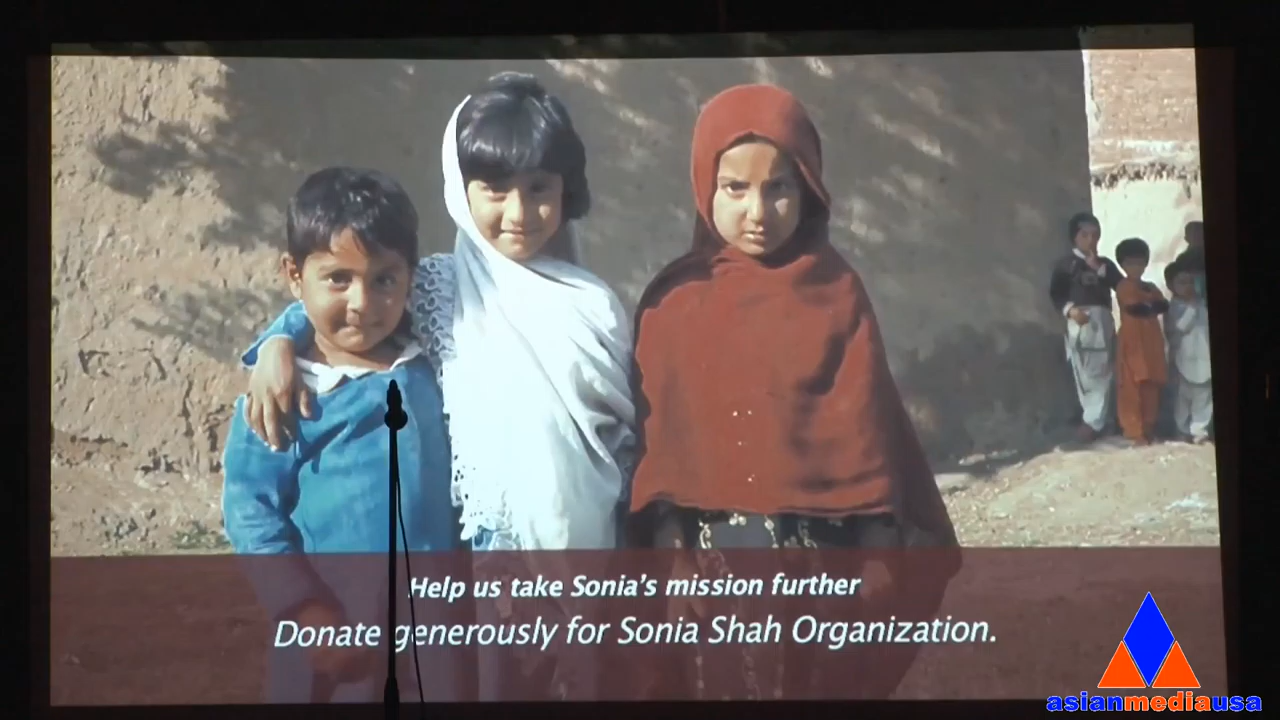 Help us take Sonia's mission further
Donate generously for Sonia Shah Organization.
asianmediausa